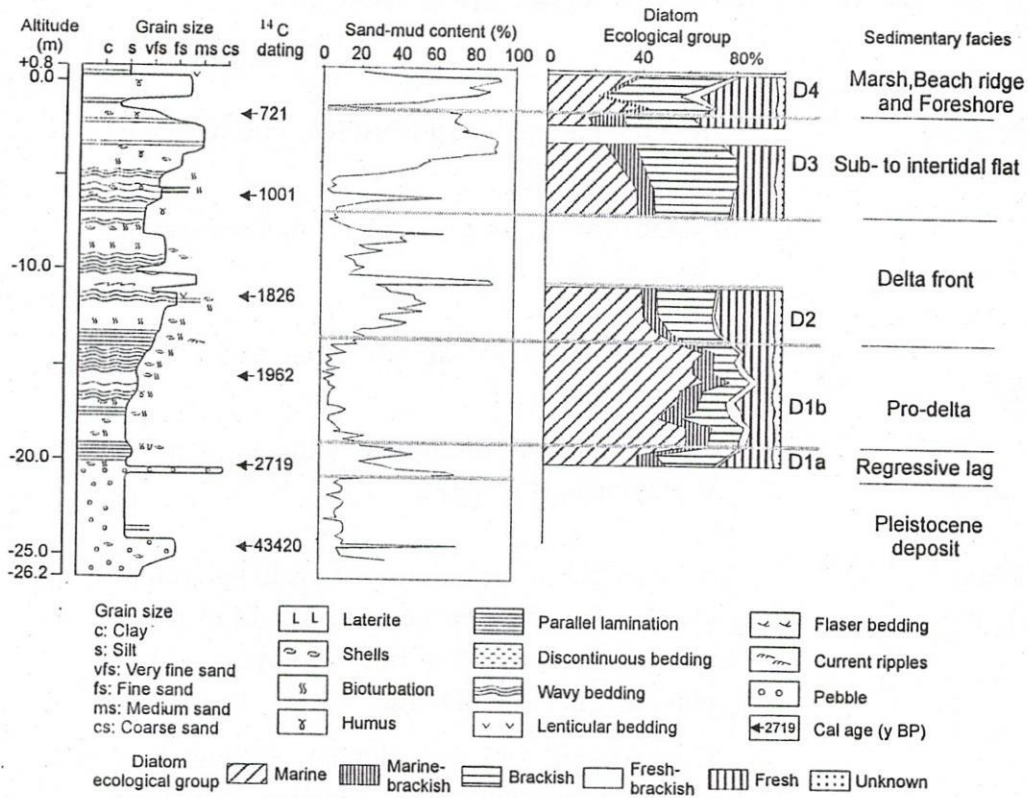 Altitude
(m)
Grain size
c s vfs fs ms cs
14C
dating
Sand-mud content (%)
0 20 40 60 80 100
Diatom
Ecological group
0 40 80%
Sedimentary facies
+0.8
0.0
-10.0
-20.0
-25.0
-26.2
721
1001
1826
1962
2719
43420
D4
D3
D2
D1b
D1a
Marsh,Beach ridge
and Foreshore
Sub- to intertidal flat
Delta front
Pro-delta
Regressive lag
Pleistocene
deposit
Grain size
c: Clay
s: Silt
vfs: Very fine sand
fs: Fine sand
ms: Medium sand
cs: Coarse sand
Laterite
Shells
Bioturbation
Humus
Parallel lamination
Discontinuous bedding
Wavy bedding
Lenticular bedding
Flaser bedding
Current ripples
Pebble
2719 Cal age (y BP)
Diatom
ecological group
Marine
Marine-
brackish
Brackish
Fresh-
brackish
Fresh
Unknown